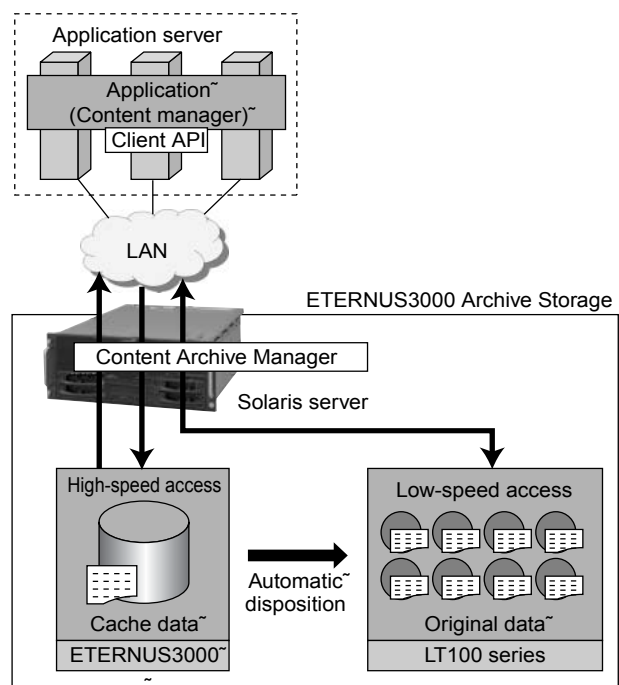 Application server
Application˜
(Content manager)˜
Client API
LAN
ETERNUS3000 Archive Storage
Content Archive Manager
Solaris server
High-speed access
Cache data˜
ETERNUS3000˜
˜
Automatic˜
disposition
Low-speed access
Original data˜
LT100 series